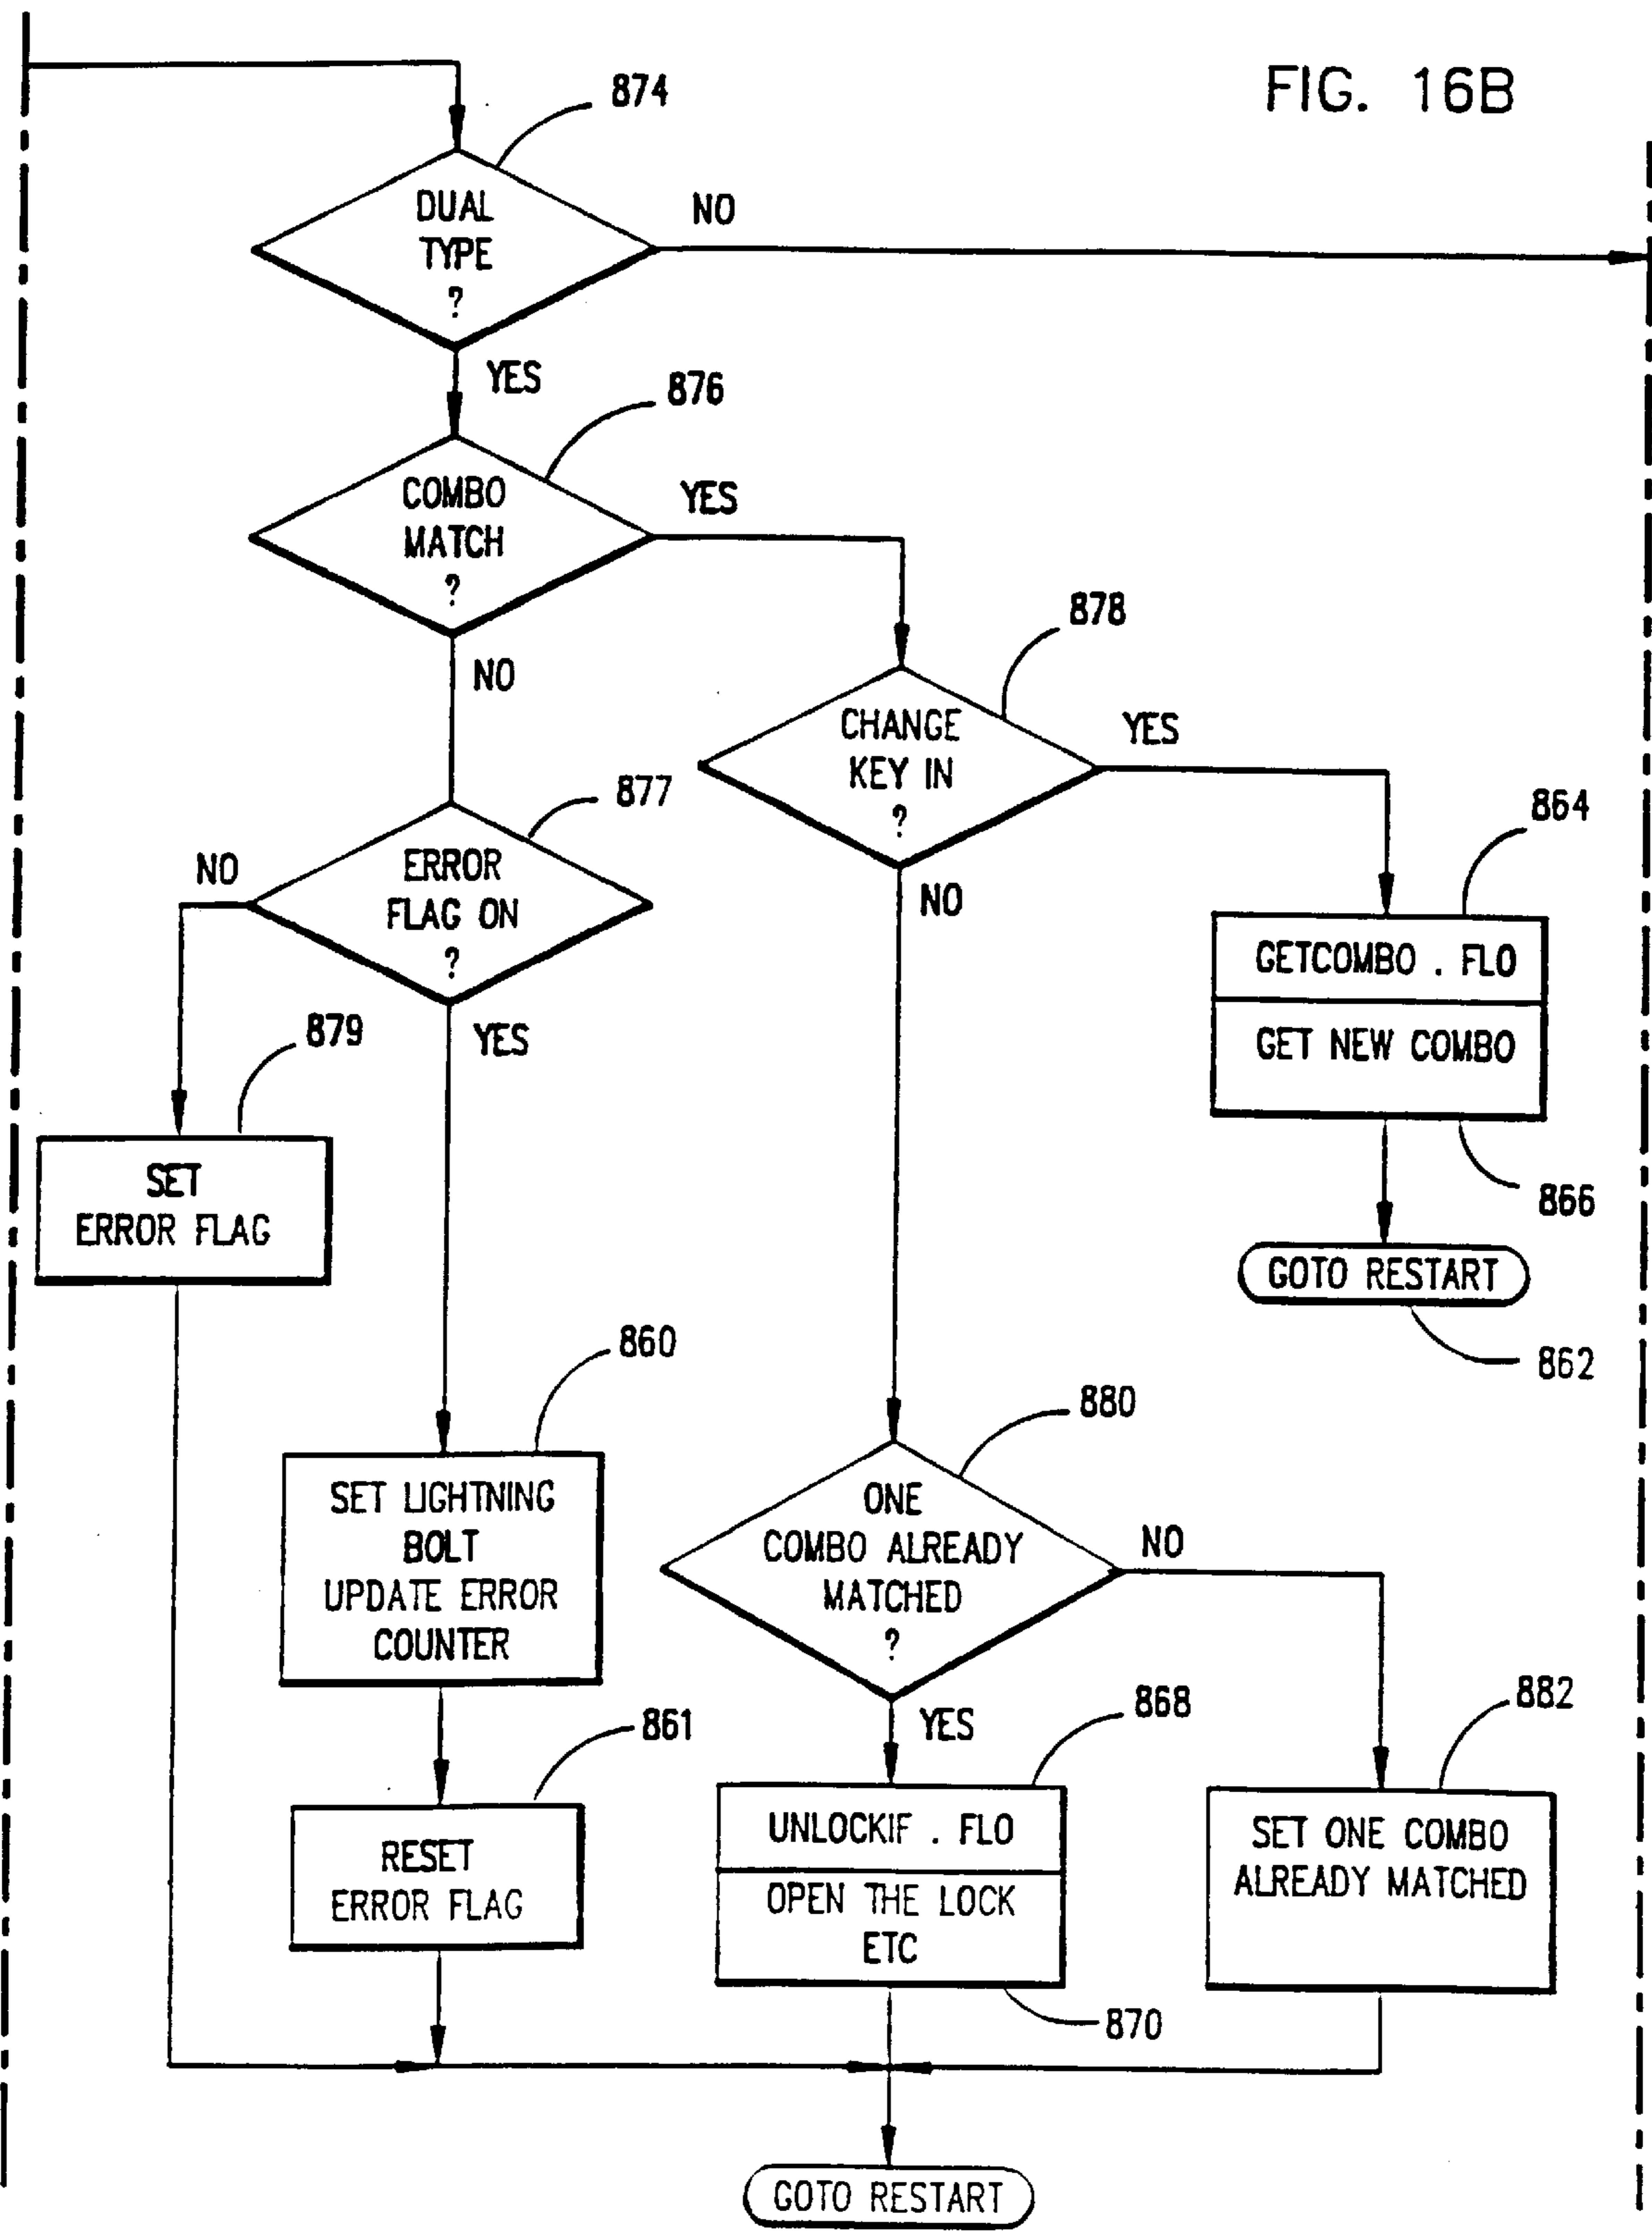 FIG. 16B
874
DUAL
TYPE
?
NO
YES
876
COMBO
MATCH
?
YES
NO
878
CHANGE
KEY IN
?
YES
NO
877
ERROR
FLAG ON
?
NO
YES
864
GETCOMBO . FLO
GET NEW COMBO
866
GOTO RESTART
862
879
SET
ERROR FLAG
860
SET LIGHTNING
BOLT
UPDATE ERROR
COUNTER
880
ONE
COMBO ALREADY
MATCHED
?
NO
YES
861
RESET
ERROR FLAG
868
UNLOCKIF . FLO
OPEN THE LOCK
ETC
870
882
SET ONE COMBO
ALREADY MATCHED
GOTO RESTART